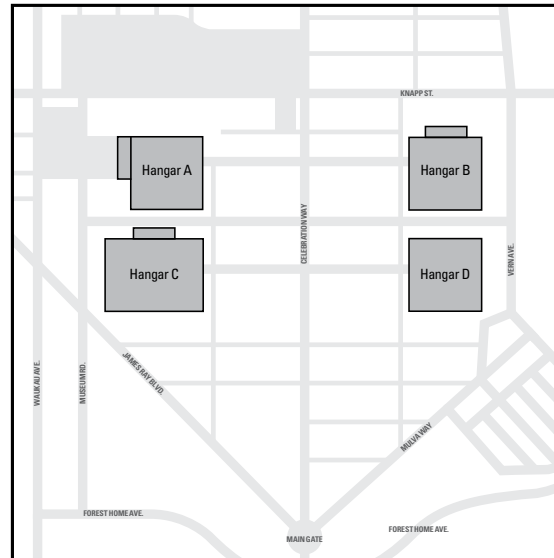 KNAPP ST.
Hangar A
Hangar B
CELEBRATION WAY
VERN AVE.
Hangar C
Hangar D
WAUKAU AVE.
MUSEUM RD.
JAMES RAY BLVD.
MULVA WAY
FOREST HOME AVE.
FOREST HOME AVE.
MAIN GATE